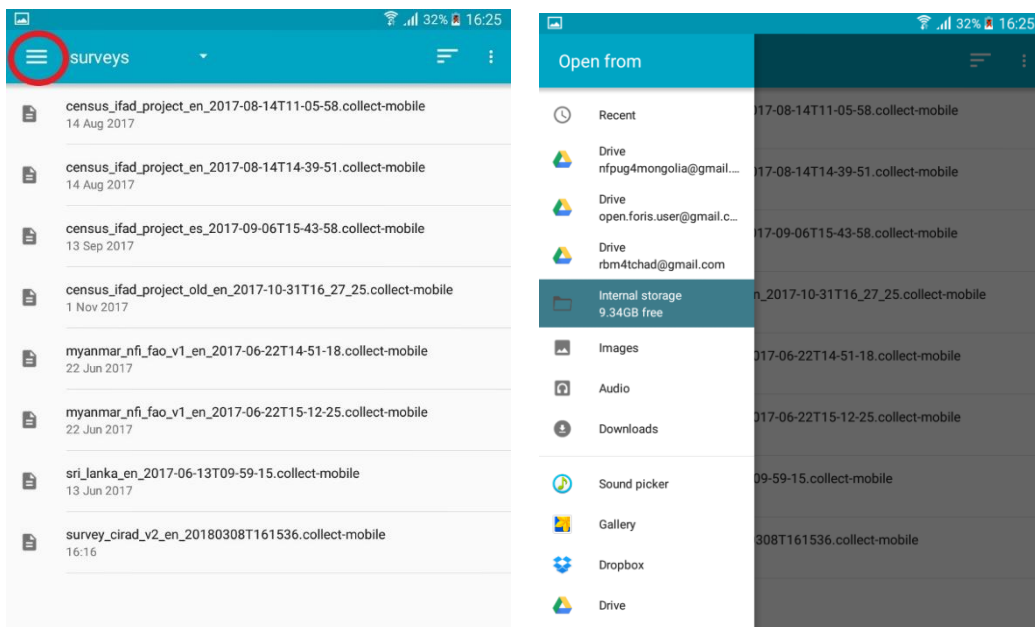 32% 16:25
surveys
census_ifad_project_en_2017-08-14T11-05-58.collect-mobile
14 Aug 2017
census_ifad_project_en_2017-08-14T14-39-51.collect-mobile
14 Aug 2017
census_ifad_project_es_2017-09-06T15-43-58.collect-mobile
13 Sep 2017
census_ifad_project_old_en_2017-10-31T16_27_25.collect-mobile
1 Nov 2017
myanmar_nfi_fao_v1_en_2017-06-22T14-51-18.collect-mobile
22 Jun 2017
myanmar_nfi_fao_v1_en_2017-06-22T15-12-25.collect-mobile
22 Jun 2017
sri_lanka_en_2017-06-13T09-59-15.collect-mobile
13 Jun 2017
survey_cirad_v2_en_20180308T161536.collect-mobile
16:16
32% 16:25
Open from
Recent
Drive
nfpug4mongolia@gmail....
Drive
open.foris.user@gmail.c...
Drive
rbm4tchad@gmail.com
Internal storage
9.34GB free
Images
Audio
Downloads
Sound picker
Gallery
Dropbox
Drive
017-08-14T11-05-58.collect-mobile
017-08-14T14-39-51.collect-mobile
017-09-06T15-43-58.collect-mobile
n_2017-10-31T16_27_25.collect-mobile
017-06-22T14-51-18.collect-mobile
017-06-22T15-12-25.collect-mobile
09-59-15.collect-mobile
308T161536.collect-mobile